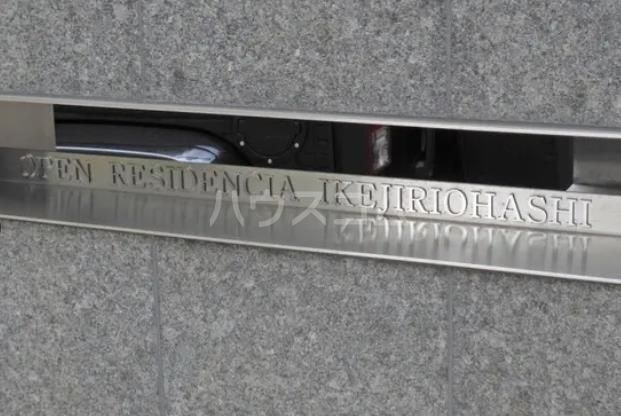 OPEN RESIDENCIA IKEJIRIOHASHI
ハウスコム